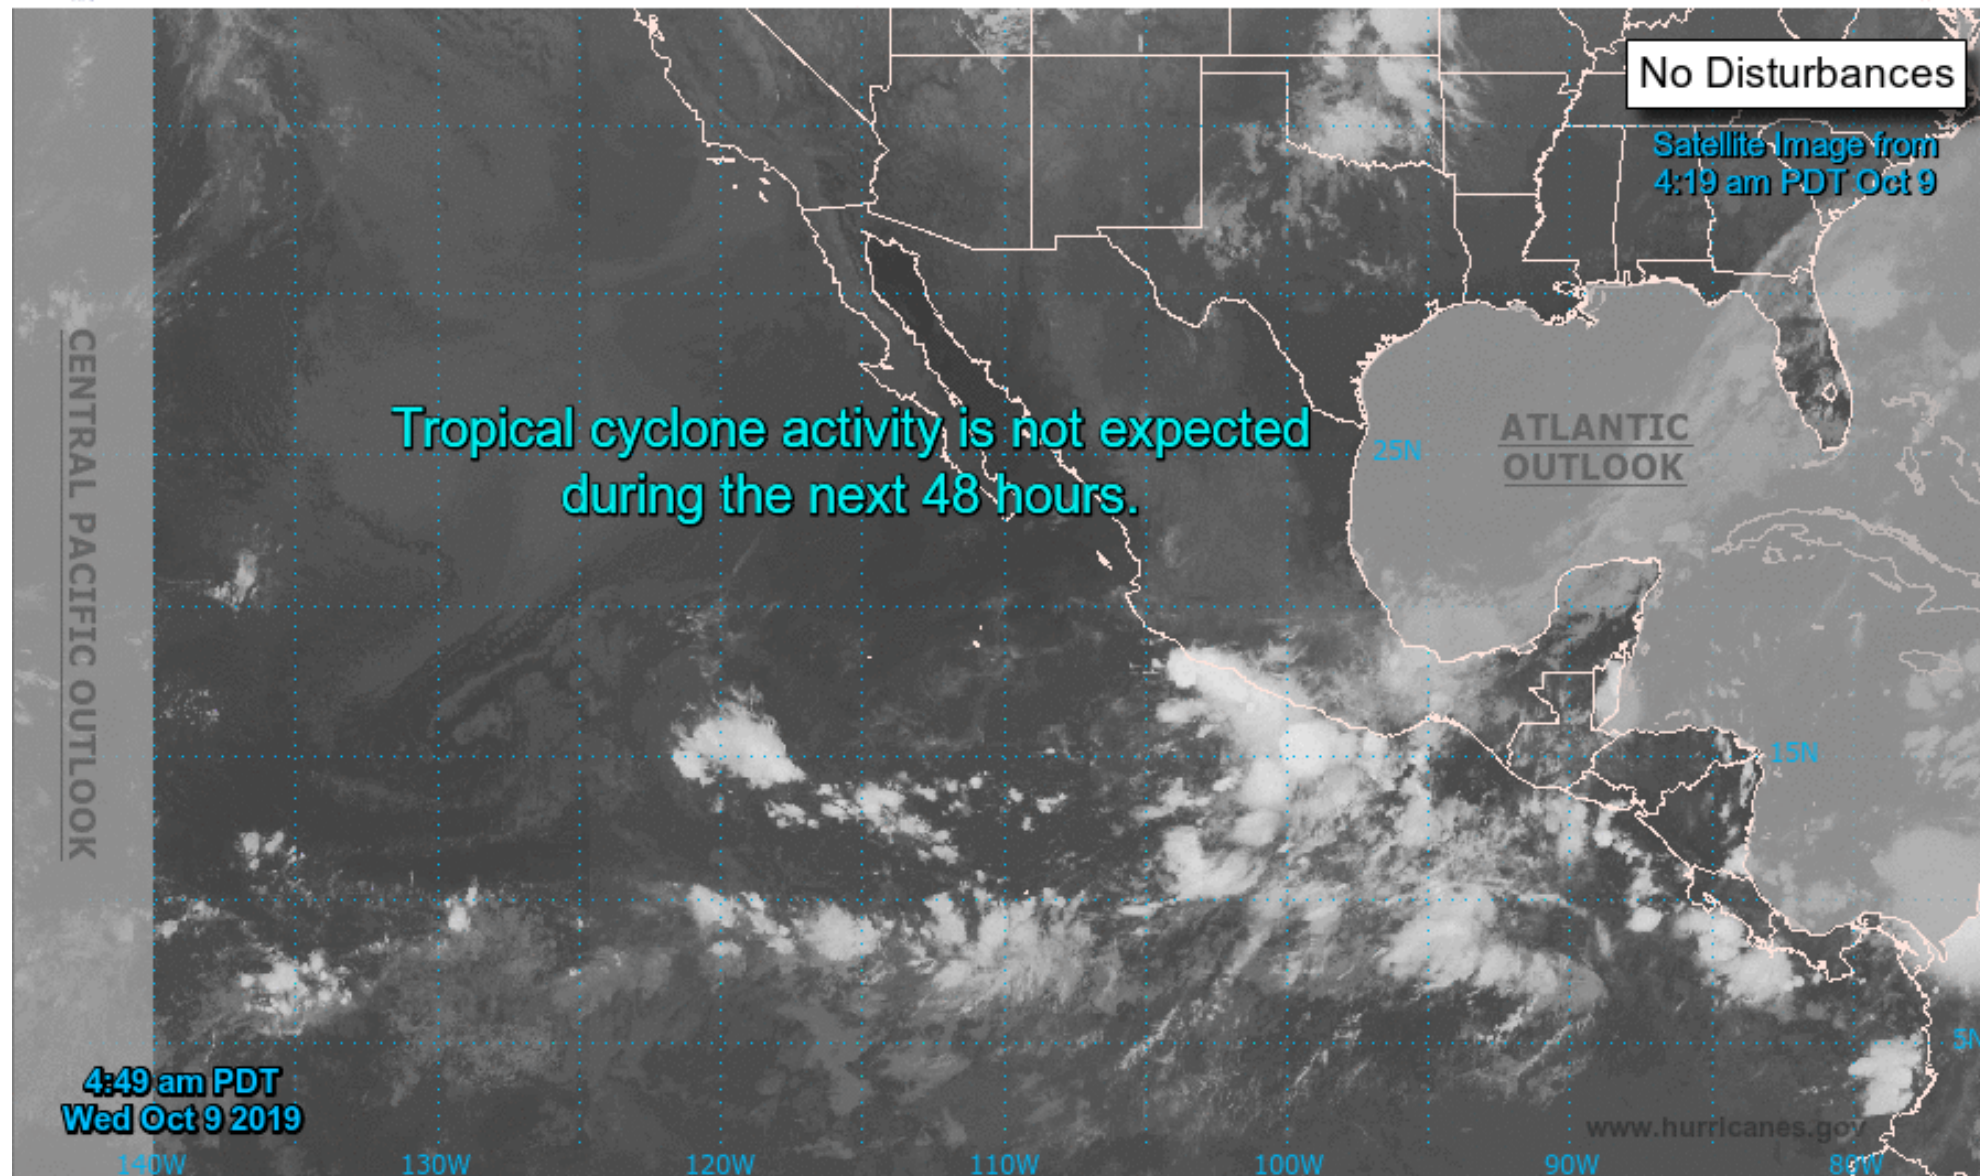 No Disturbances
Satellite Image from
4:19 am PDT Oct 9
CENTRAL PACIFIC OUTLOOK
Tropical cyclone activity is not expected
during the next 48 hours.
ATLANTIC
OUTLOOK
25N
15N
5N
4:49 am PDT
Wed Oct 9 2019
www.hurricanes.gov
140W
130W
120W
110W
100W
90W
80W